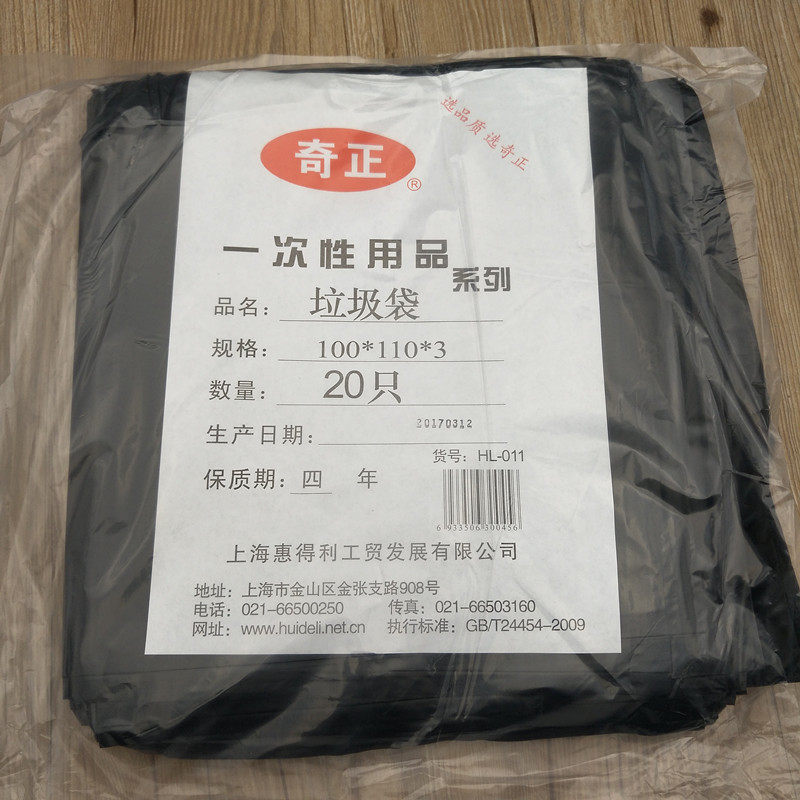 选品质选奇正
奇正
®
一次性用品
系列
品名: 垃圾袋
规格: 100*110*3
数量: 20只
生产日期: 20170312
货号: HL-011
保质期: 四 年
6 933506 300456
上海惠得利工贸发展有限公司
地址: 上海市金山区金张支路908号
电话: 021-66500250 传真: 021-66503160
网址: www.huideli.net.cn 执行标准: GB/T24454-2009